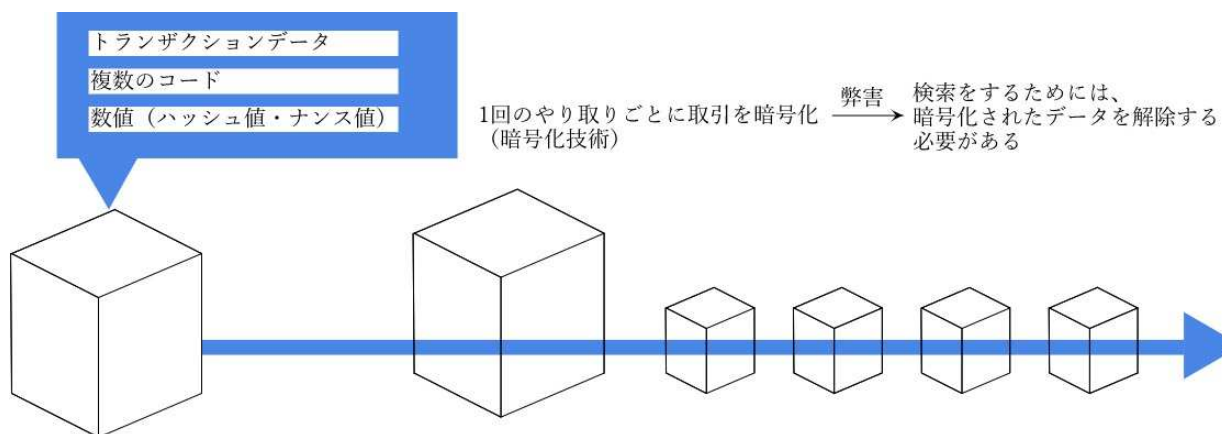 トランザクションデータ
複数のコード
数値（ハッシュ値・ナンス値）
1回のやり取りごとに取引を暗号化
（暗号化技術）
弊害
検索をするためには、
暗号化されたデータを解除する
必要がある